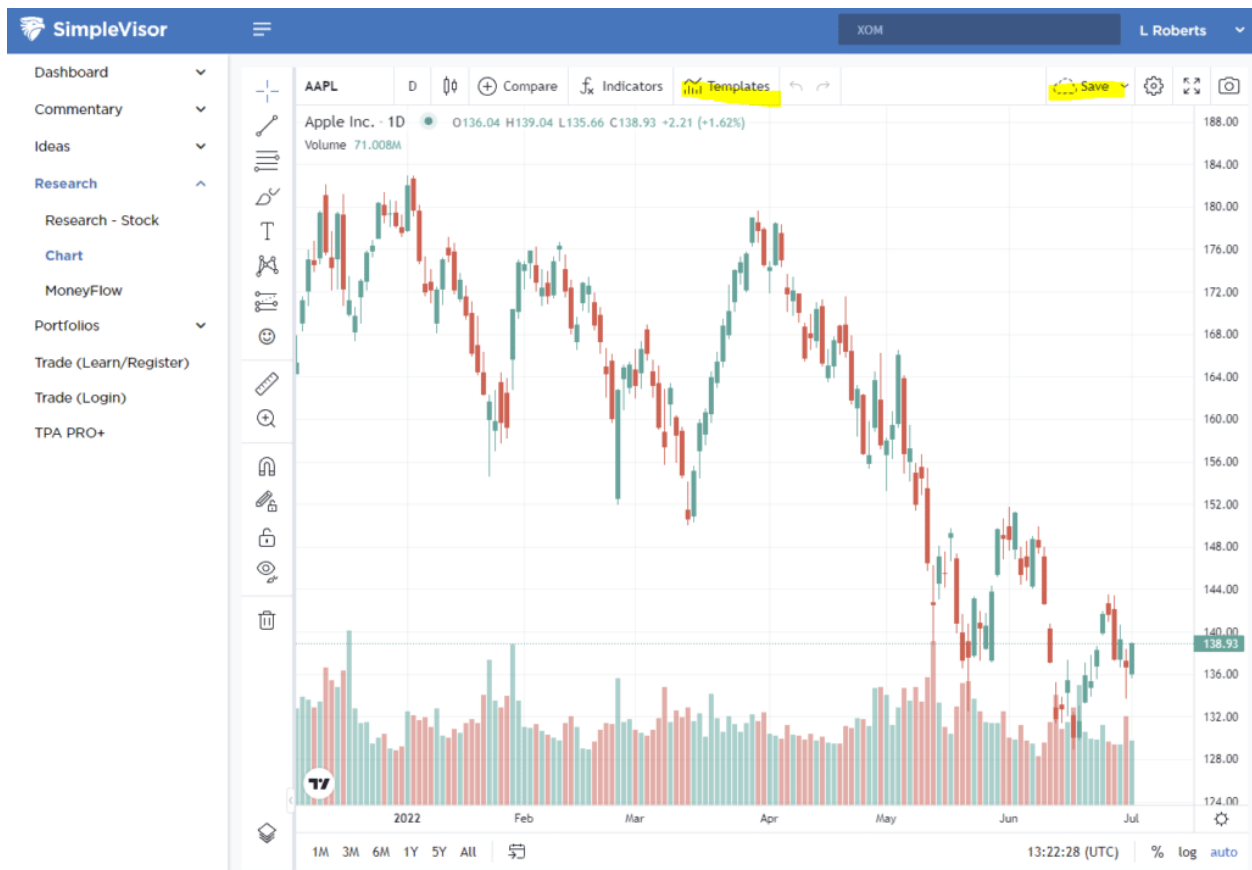 SimpleVisor
XOM
L Roberts
Dashboard
Commentary
Ideas
Research
Research - Stock
Chart
MoneyFlow
Portfolios
Trade (Learn/Register)
Trade (Login)
TPA PRO+
AAPL D Compare fx Indicators Templates Save
Apple Inc. · 1D O136.04 H139.04 L135.66 C138.93 +2.21 (+1.62%)
Volume 71.008M
188.00
184.00
180.00
176.00
172.00
168.00
164.00
160.00
156.00
152.00
148.00
144.00
140.00
138.93
136.00
132.00
128.00
124.00
2022 Feb Mar Apr May Jun Jul
1M 3M 6M 1Y 5Y All 13:22:28 (UTC) % log auto